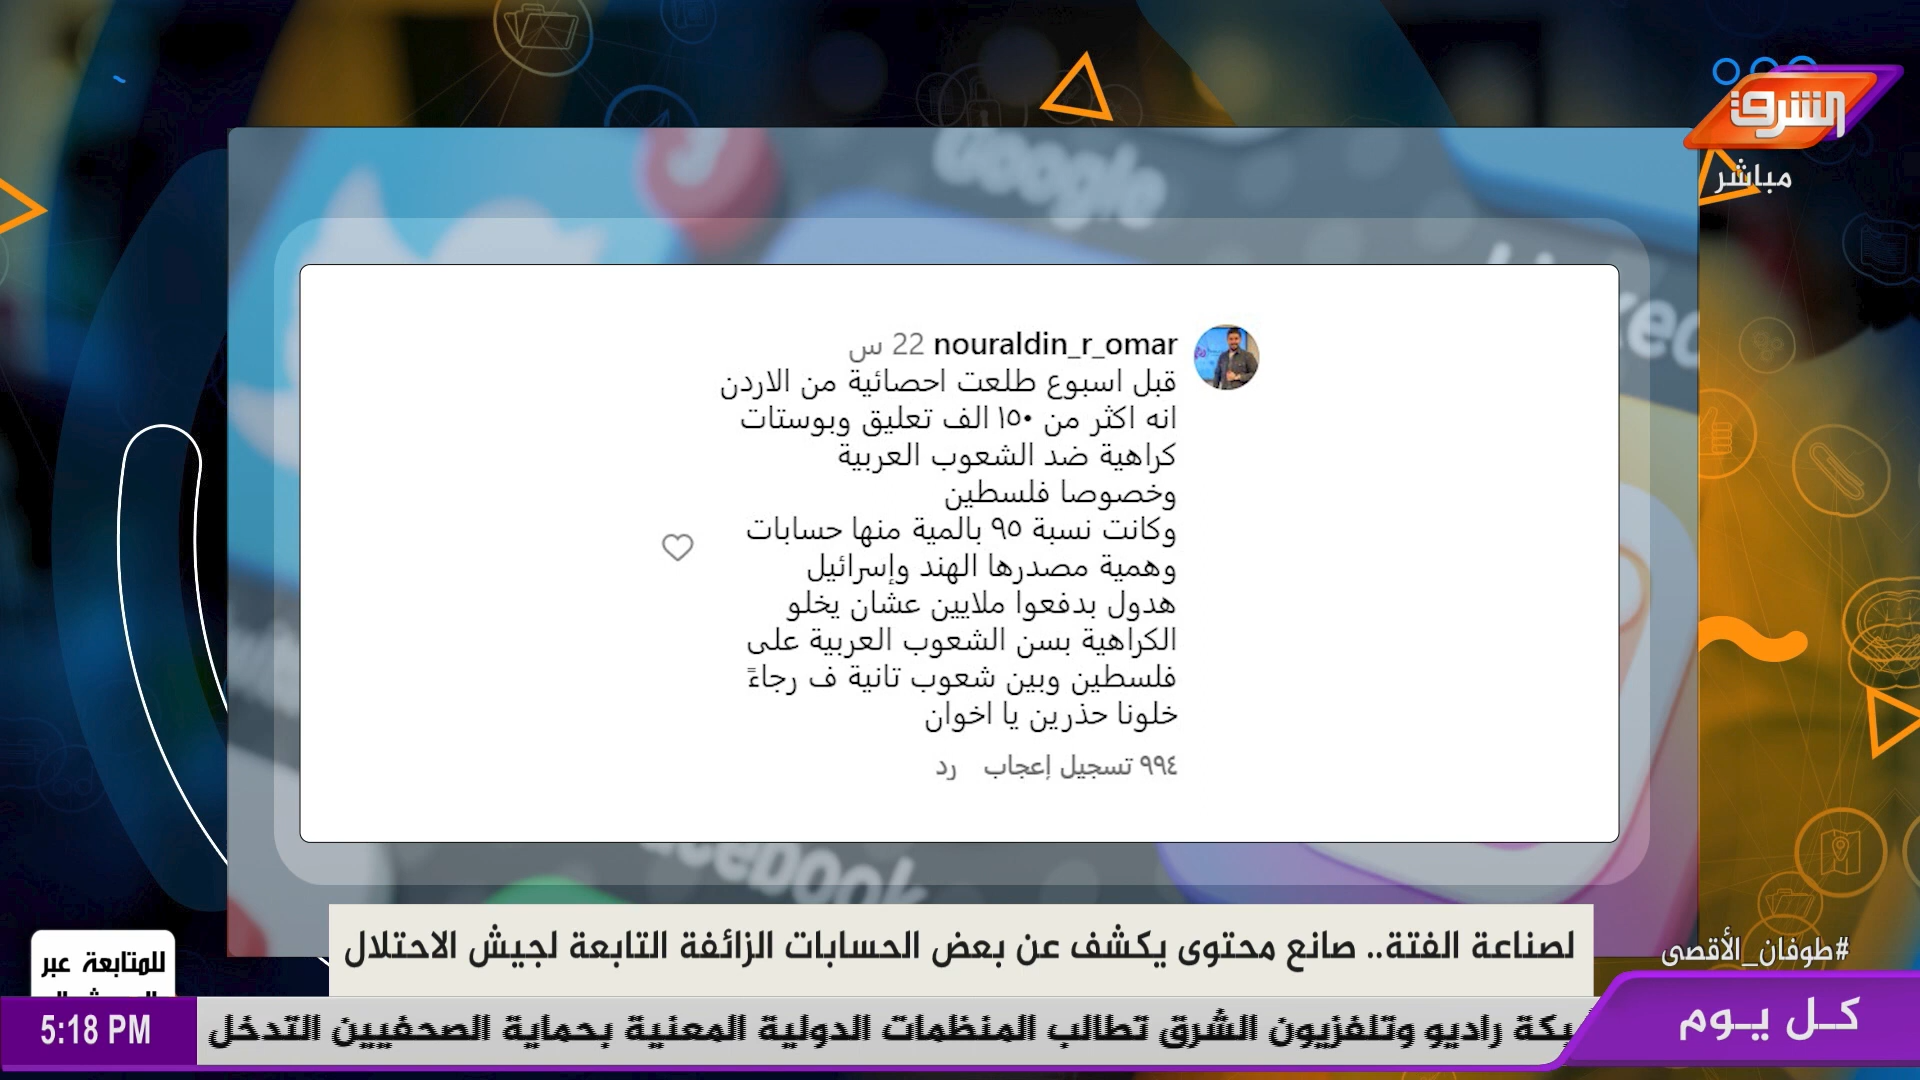 الشرق
مباشر
nouraldin_r_omar 22 س
قبل اسبوع طلعت احصائية من الاردن
انه اكثر من ١٥٠ الف تعليق وبوستات
كراهية ضد الشعوب العربية
وخصوصا فلسطين
وكانت نسبة ٩٥ بالمية منها حسابات
وهمية مصدرها الهند وإسرائيل
هدول بدفعوا ملايين عشان يخلو
الكراهية بسن الشعوب العربية على
فلسطين وبين شعوب تانية ف رجاءً
خلونا حذرين يا اخوان
٩٩٤ تسجيل إعجاب رد
Google
لصناعة الفتة.. صانع محتوى يكشف عن بعض الحسابات الزائفة التابعة لجيش الاحتلال
#طوفان_الأقصى
للمتابعة عبر
كل يوم
بكة راديو وتلفزيون الشرق تطالب المنظمات الدولية المعنية بحماية الصحفيين التدخل
5:18 PM